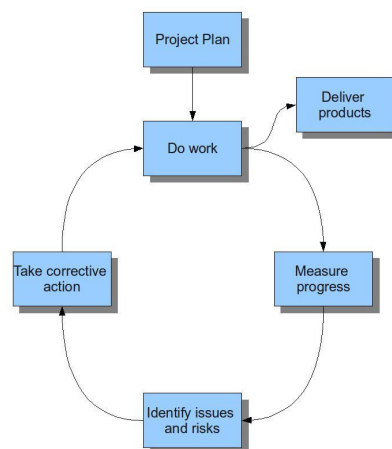 Project Plan
Deliver
products
Do work
Take corrective
action
Measure
progress
Identify issues
and risks